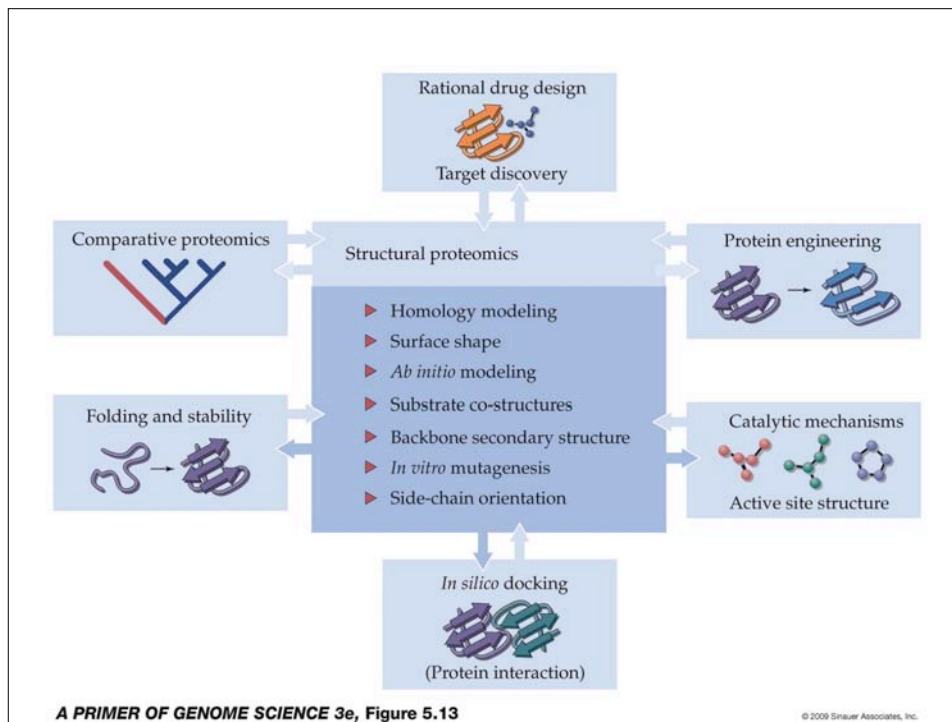 Rational drug design
Target discovery
Comparative proteomics
Structural proteomics
Protein engineering
Homology modeling
Surface shape
Ab initio modeling
Substrate co-structures
Backbone secondary structure
In vitro mutagenesis
Side-chain orientation
Folding and stability
Catalytic mechanisms
Active site structure
In silico docking
(Protein interaction)
A PRIMER OF GENOME SCIENCE 3e, Figure 5.13
© 2009 Sinauer Associates, Inc.